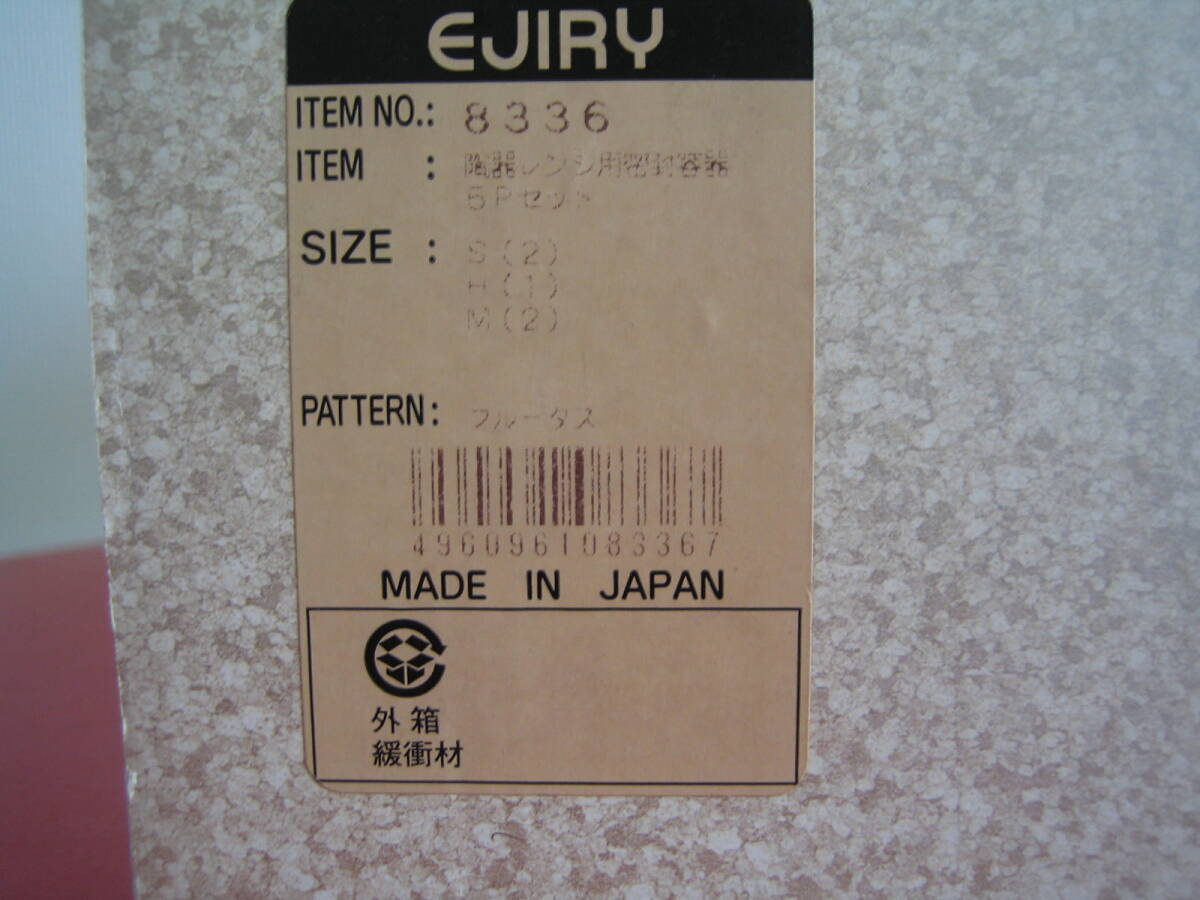 EJIRY
ITEM NO.: 8336
ITEM : 陶器レンジ用密封容器
5Pセット
SIZE : S(2)
H(1)
M(2)
PATTERN: フルータス
4960961083367
MADE IN JAPAN
外箱
緩衝材